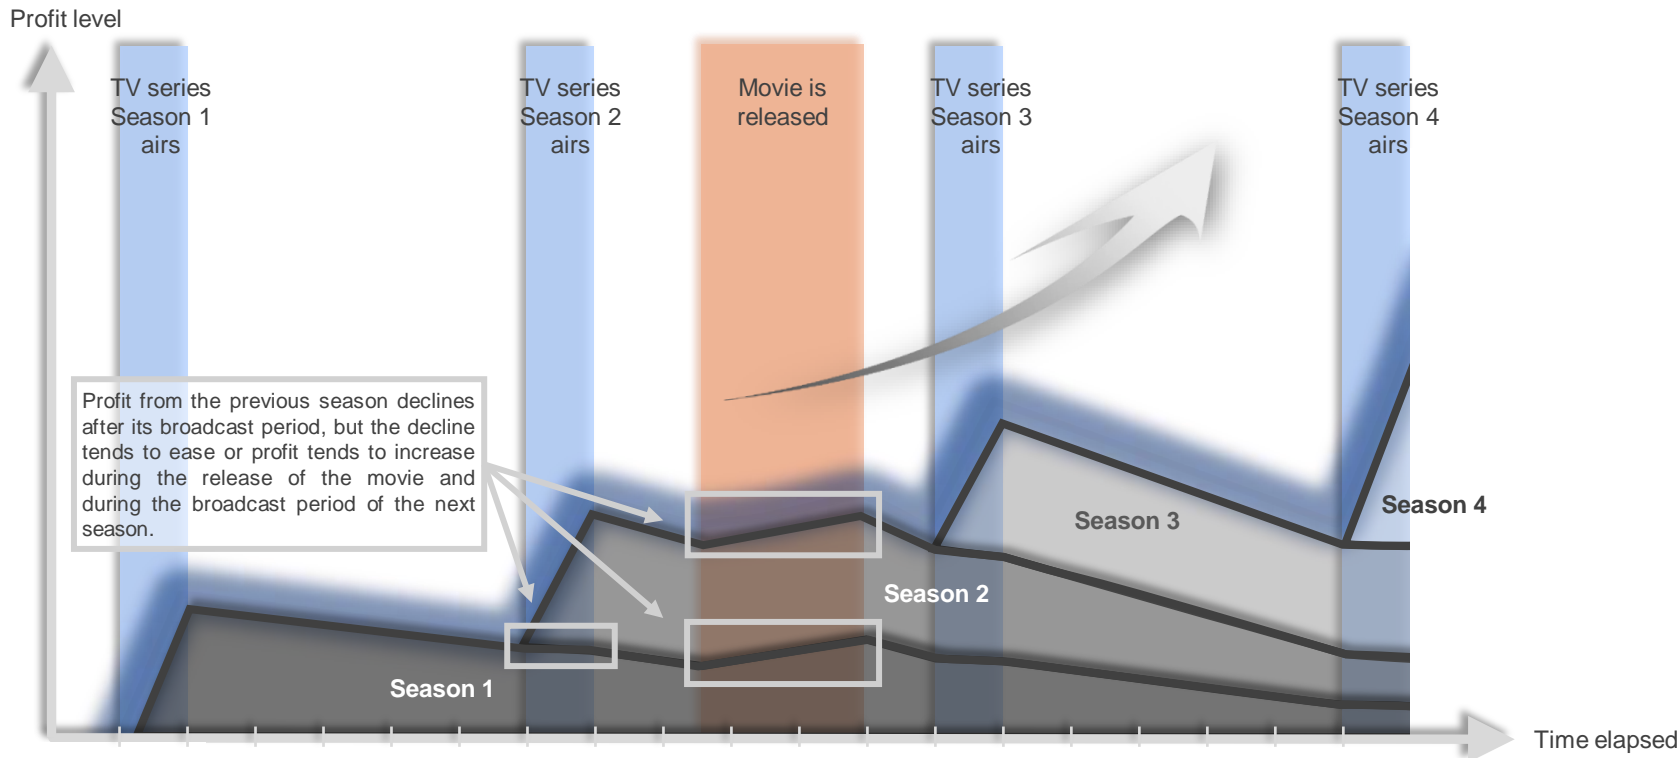 Profit level
TV series
Season 1
airs
TV series
Season 2
airs
Movie is
released
TV series
Season 3
airs
TV series
Season 4
airs
Profit from the previous season declines
after its broadcast period, but the decline
tends to ease or profit tends to increase
during the release of the movie and
during the broadcast period of the next
season.
Season 4
Season 3
Season 2
Season 1
Time elapsed